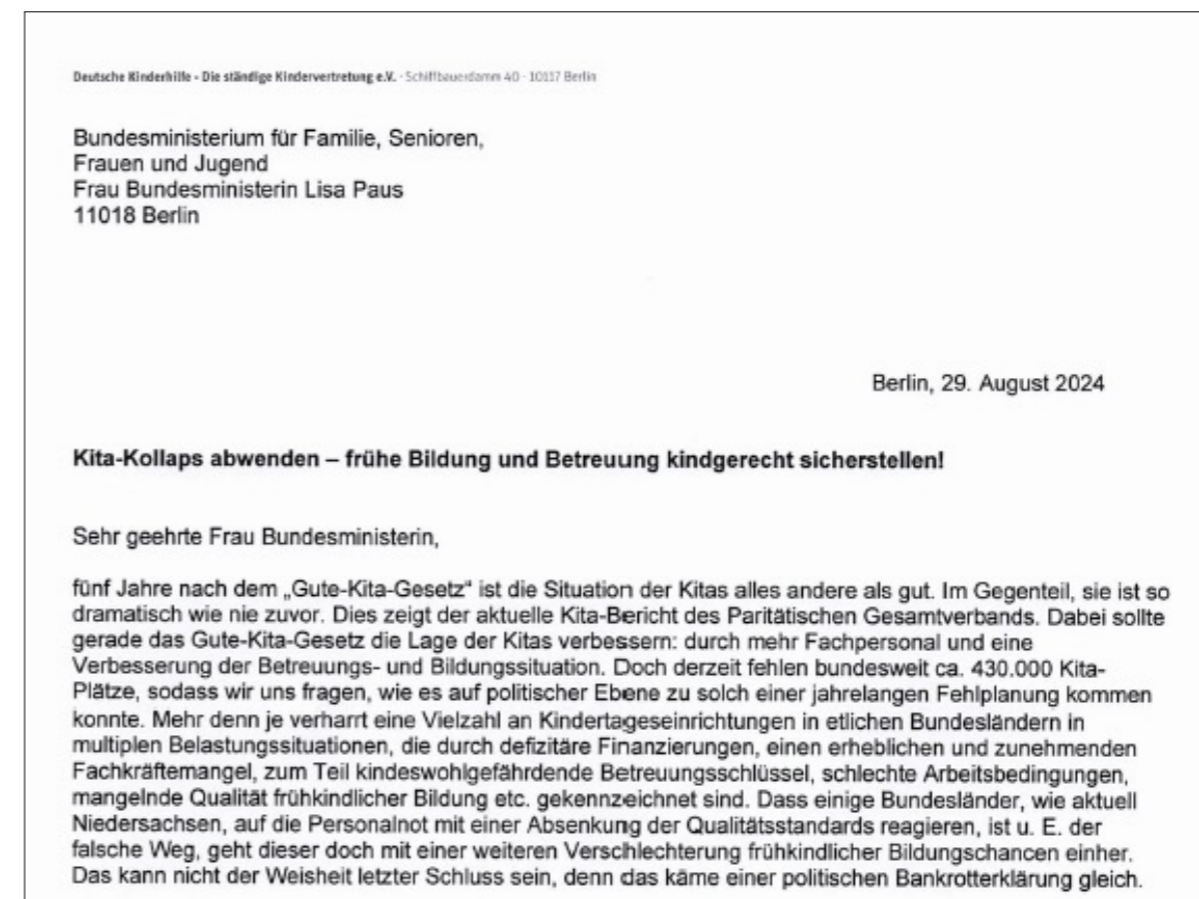 Deutsche Kinderhilfe - Die ständige Kindervertretung e.V. · Schiffbauerdamm 40 · 10117 Berlin
Bundesministerium für Familie, Senioren,
Frauen und Jugend
Frau Bundesministerin Lisa Paus
11018 Berlin
Berlin, 29. August 2024
Kita-Kollaps abwenden – frühe Bildung und Betreuung kindgerecht sicherstellen!
Sehr geehrte Frau Bundesministerin,
fünf Jahre nach dem „Gute-Kita-Gesetz“ ist die Situation der Kitas alles andere als gut. Im Gegenteil, sie ist so
dramatisch wie nie zuvor. Dies zeigt der aktuelle Kita-Bericht des Paritätischen Gesamtverbands. Dabei sollte
gerade das Gute-Kita-Gesetz die Lage der Kitas verbessern: durch mehr Fachpersonal und eine
Verbesserung der Betreuungs- und Bildungssituation. Doch derzeit fehlen bundesweit ca. 430.000 Kita-
Plätze, sodass wir uns fragen, wie es auf politischer Ebene zu solch einer jahrelangen Fehlplanung kommen
konnte. Mehr denn je verharrt eine Vielzahl an Kindertageseinrichtungen in etlichen Bundesländern in
multiplen Belastungssituationen, die durch defizitäre Finanzierungen, einen erheblichen und zunehmenden
Fachkräftemangel, zum Teil kindeswohlgefährdende Betreuungsschlüssel, schlechte Arbeitsbedingungen,
mangelnde Qualität frühkindlicher Bildung etc. gekennzeichnet sind. Dass einige Bundesländer, wie aktuell
Niedersachsen, auf die Personalnot mit einer Absenkung der Qualitätsstandards reagieren, ist u. E. der
falsche Weg, geht dieser doch mit einer weiteren Verschlechterung frühkindlicher Bildungschancen einher.
Das kann nicht der Weisheit letzter Schluss sein, denn das käme einer politischen Bankrotterklärung gleich.